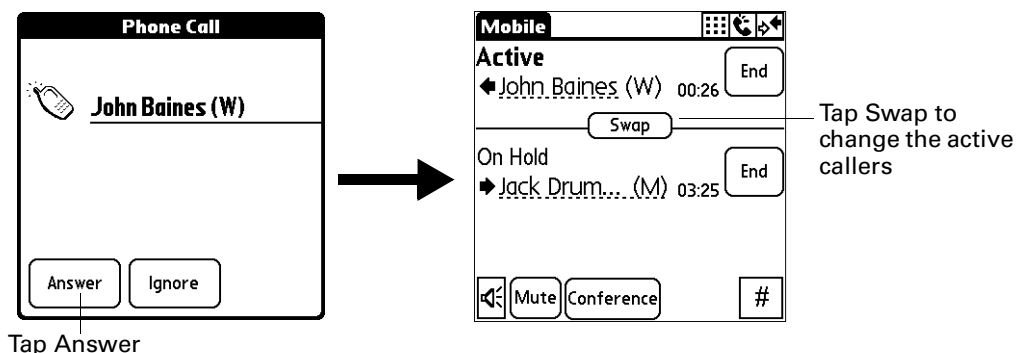 Phone Call
John Baines (W)
Answer
Ignore
Tap Answer
Mobile
Active
John Baines (W) 00:26
End
Swap
On Hold
Jack Drum... (M) 03:25
End
Mute
Conference
#
Tap Swap to
change the active
callers